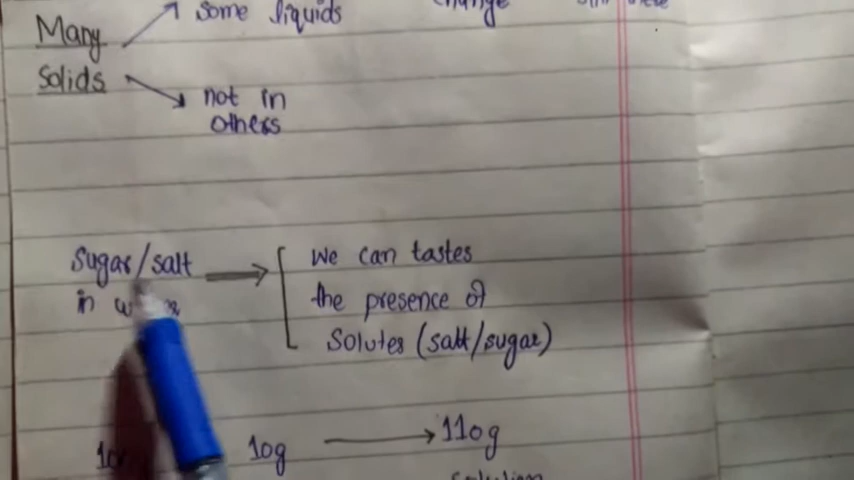 some liquids change
Many
Solids
not in
others
Sugar/salt
in
We can tastes
the presence of
Solutes (salt/sugar)
10g
110g